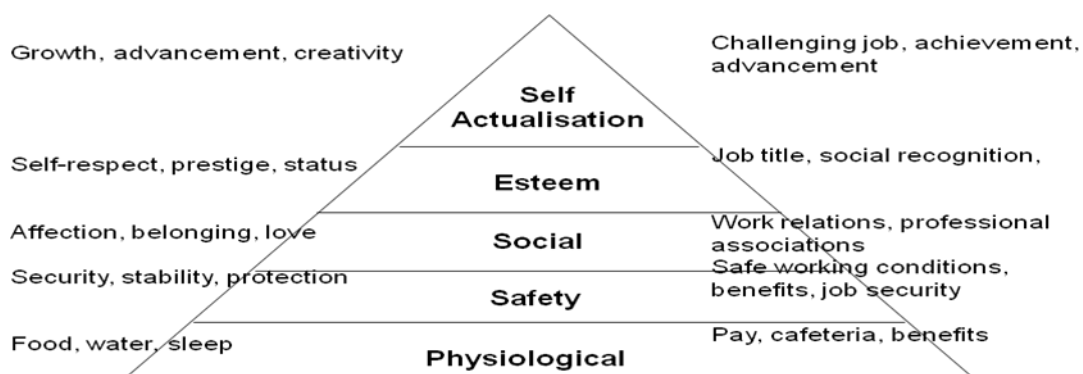 Growth, advancement, creativity
Challenging job, achievement,
advancement
Self
Actualisation
Self-respect, prestige, status
Job title, social recognition,
Esteem
Affection, belonging, love
Social
Work relations, professional
associations
Security, stability, protection
Safety
Safe working conditions,
benefits, job security
Food, water, sleep
Physiological
Pay, cafeteria, benefits